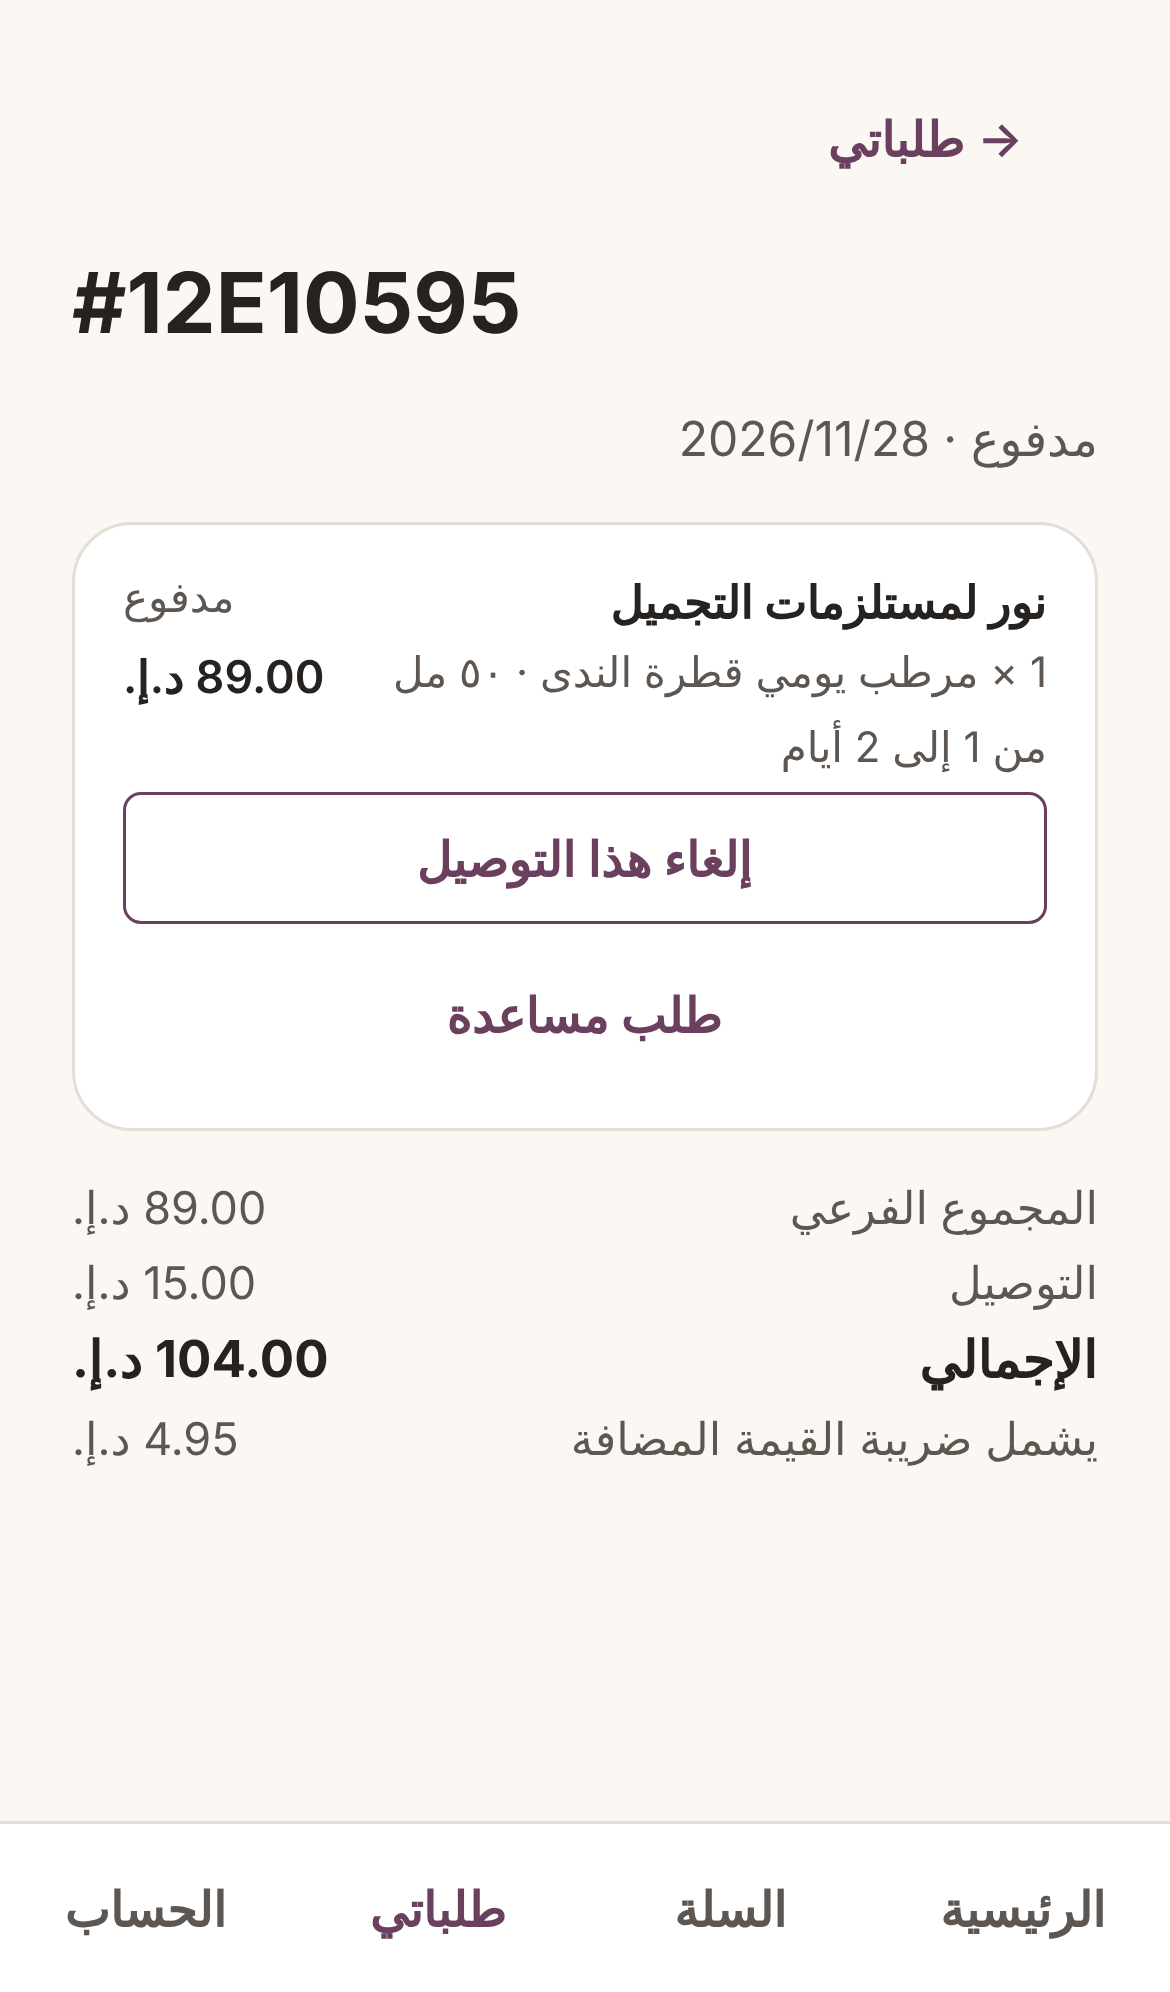 → طلباتي
#12E10595
مدفوع · 2026/11/28
نور لمستلزمات التجميل
مدفوع
1 × مرطب يومي قطرة الندى · ٥٠ مل
89.00 د.إ.
من 1 إلى 2 أيام
إلغاء هذا التوصيل
طلب مساعدة
المجموع الفرعي
89.00 د.إ.
التوصيل
15.00 د.إ.
الإجمالي
104.00 د.إ.
يشمل ضريبة القيمة المضافة
4.95 د.إ.
الرئيسية
السلة
طلباتي
الحساب